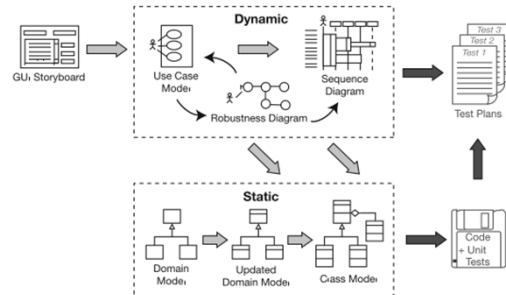 Dynamic
GUI Storyboard
Use Case
Model
Sequence
Diagram
Robustness Diagram
Test 3
Test 2
Test 1
Test Plans
Static
Domain
Model
Updated
Domain Model
Class Model
Code
+ Unit
Tests